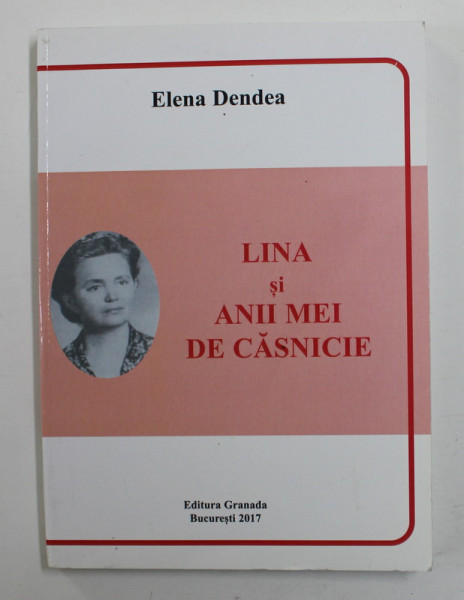 Elena Dendea
LINA
și
ANII MEI
DE CĂSNICIE
Editura Granada
București 2017